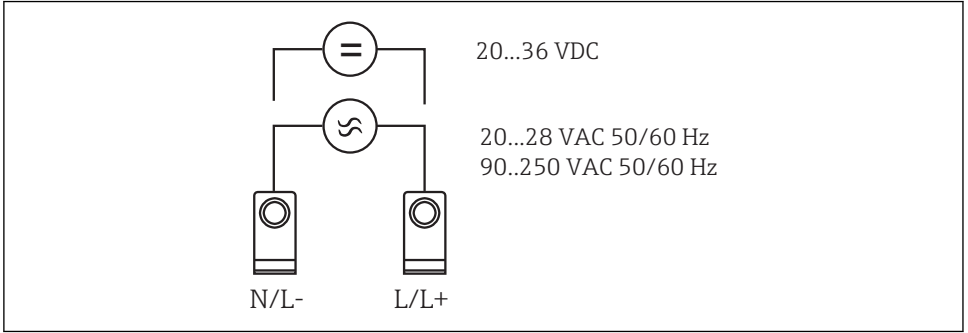 20...36 VDC
20...28 VAC 50/60 Hz
90..250 VAC 50/60 Hz
N/L- L/L+